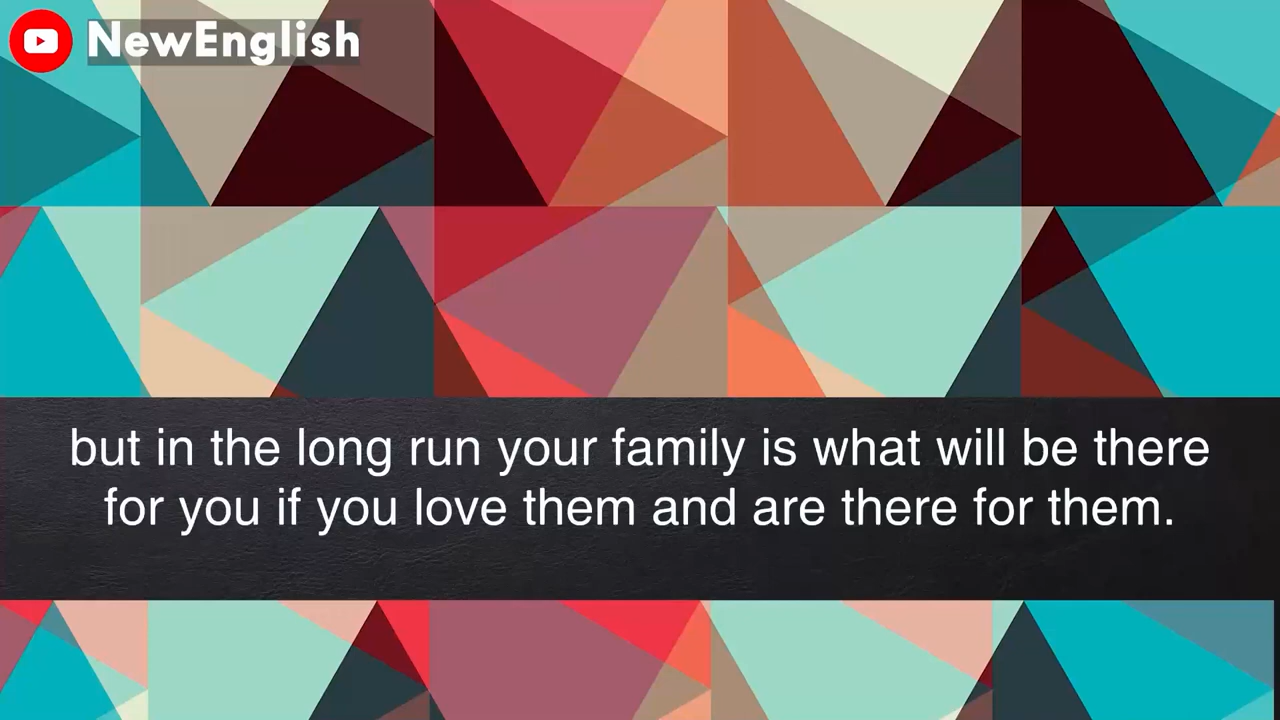 NewEnglish
but in the long run your family is what will be there
for you if you love them and are there for them.